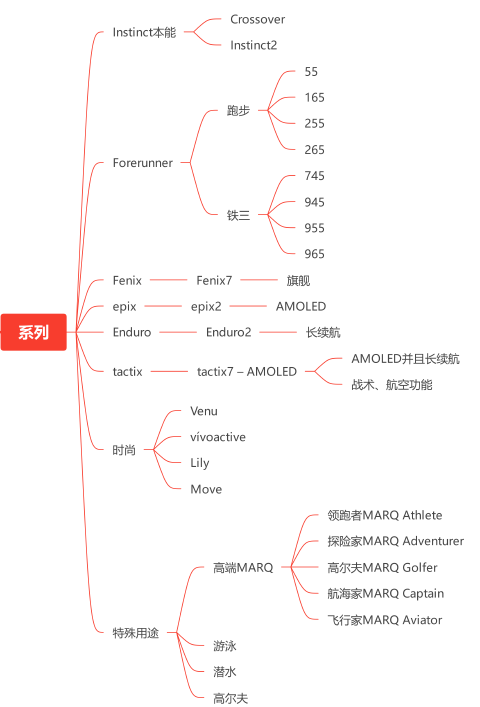 系列
Instinct本能
Crossover
Instinct2
Forerunner
跑步
55
165
255
265
铁三
745
945
955
965
Fenix
Fenix7
旗舰
epix
epix2
AMOLED
Enduro
Enduro2
长续航
tactix
tactix7 – AMOLED
AMOLED并且长续航
战术、航空功能
时尚
Venu
vívoactive
Lily
Move
特殊用途
高端MARQ
领跑者MARQ Athlete
探险家MARQ Adventurer
高尔夫MARQ Golfer
航海家MARQ Captain
飞行家MARQ Aviator
游泳
潜水
高尔夫